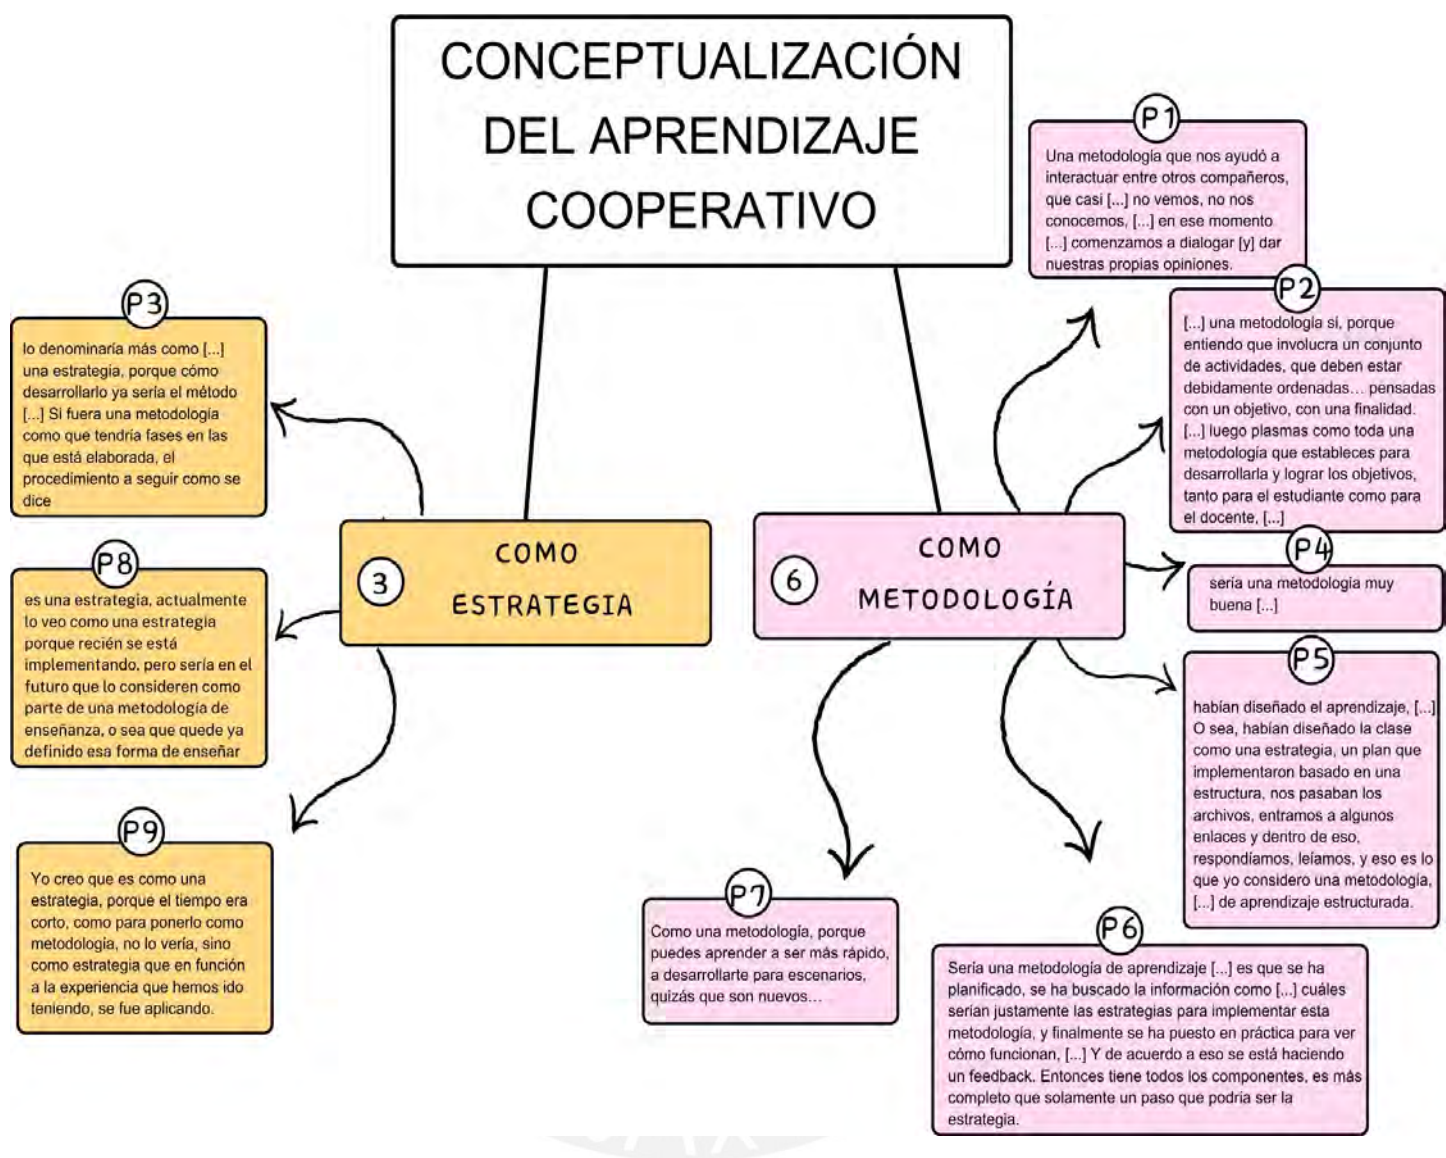 CONCEPTUALIZACIÓN
DEL APRENDIZAJE
COOPERATIVO
P3
lo denominaría más como [...]
una estrategia, porque cómo
desarrollarlo ya sería el método
[...] Si fuera una metodología
como que tendría fases en las
que está elaborada, el
procedimiento a seguir como se
dice
P8
es una estrategia, actualmente
lo veo como una estrategia
porque recién se está
implementando, pero sería en el
futuro que lo consideren como
parte de una metodología de
enseñanza, o sea que quede ya
definido esa forma de enseñar
P9
Yo creo que es como una
estrategia, porque el tiempo era
corto, como para ponerlo como
metodología, no lo vería, sino
como estrategia que en función
a la experiencia que hemos ido
teniendo, se fue aplicando.
3
COMO
ESTRATEGIA
6
COMO
METODOLOGÍA
P1
Una metodología que nos ayudó a
interactuar entre otros compañeros,
que casi [...] no vemos, no nos
conocemos, [...] en ese momento
[...] comenzamos a dialogar [y] dar
nuestras propias opiniones.
P2
[...] una metodología sí, porque
entiendo que involucra un conjunto
de actividades, que deben estar
debidamente ordenadas... pensadas
con un objetivo, con una finalidad.
[...] luego plasmas como toda una
metodología que estableces para
desarrollarla y lograr los objetivos,
tanto para el estudiante como para
el docente, [...]
P4
sería una metodología muy
buena [...]
P5
habían diseñado el aprendizaje, [...]
O sea, habían diseñado la clase
como una estrategia, un plan que
implementaron basado en una
estructura, nos pasaban los
archivos, entramos a algunos
enlaces y dentro de eso,
respondíamos, leíamos, y eso es lo
que yo considero una metodología,
[...] de aprendizaje estructurada.
P7
Como una metodología, porque
puedes aprender a ser más rápido,
a desarrollarte para escenarios,
quizás que son nuevos...
P6
Sería una metodología de aprendizaje [...] es que se ha
planificado, se ha buscado la información como [...] cuáles
serían justamente las estrategias para implementar esta
metodología, y finalmente se ha puesto en práctica para ver
cómo funcionan, [...] Y de acuerdo a eso se está haciendo
un feedback. Entonces tiene todos los componentes, es más
completo que solamente un paso que podría ser la
estrategia.